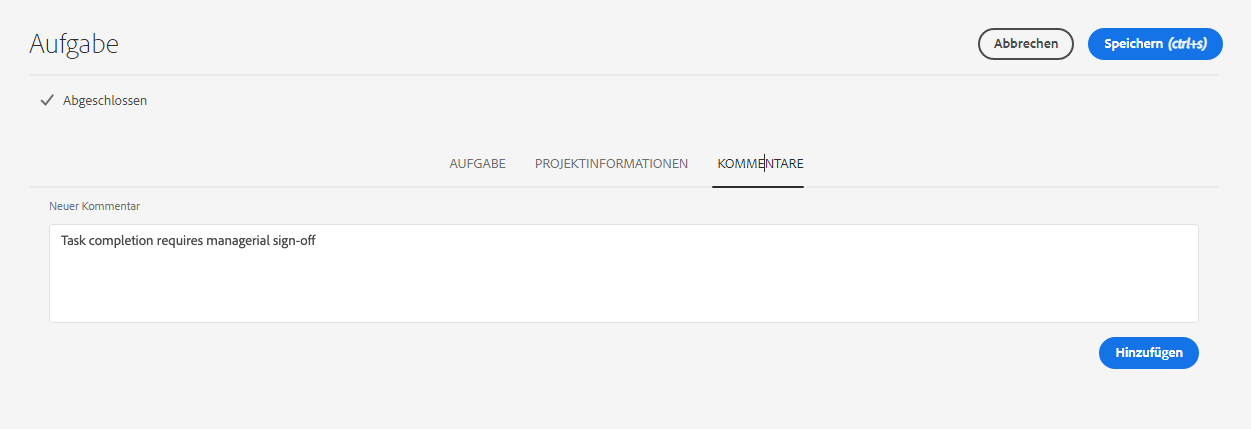 Aufgabe
Abbrechen
Speichern (ctrl+s)
Abgeschlossen
AUFGABE
PROJEKTINFORMATIONEN
KOMMENTARE
Neuer Kommentar
Task completion requires managerial sign-off
Hinzufügen